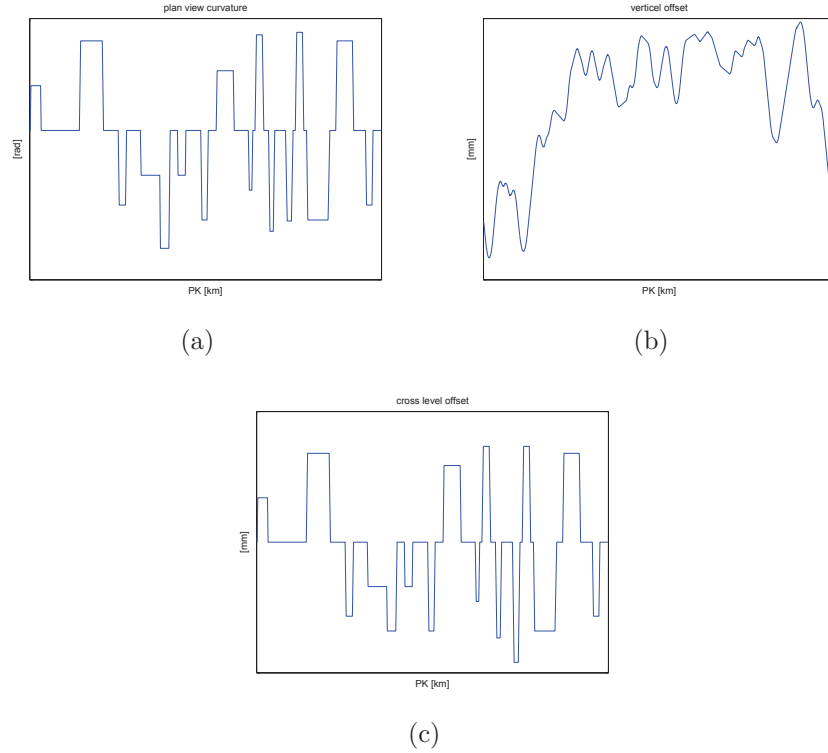 plan view curvature
[rad]
PK [km]
(a)
verticel offset
[mm]
PK [km]
(b)
cross level offset
[mm]
PK [km]
(c)